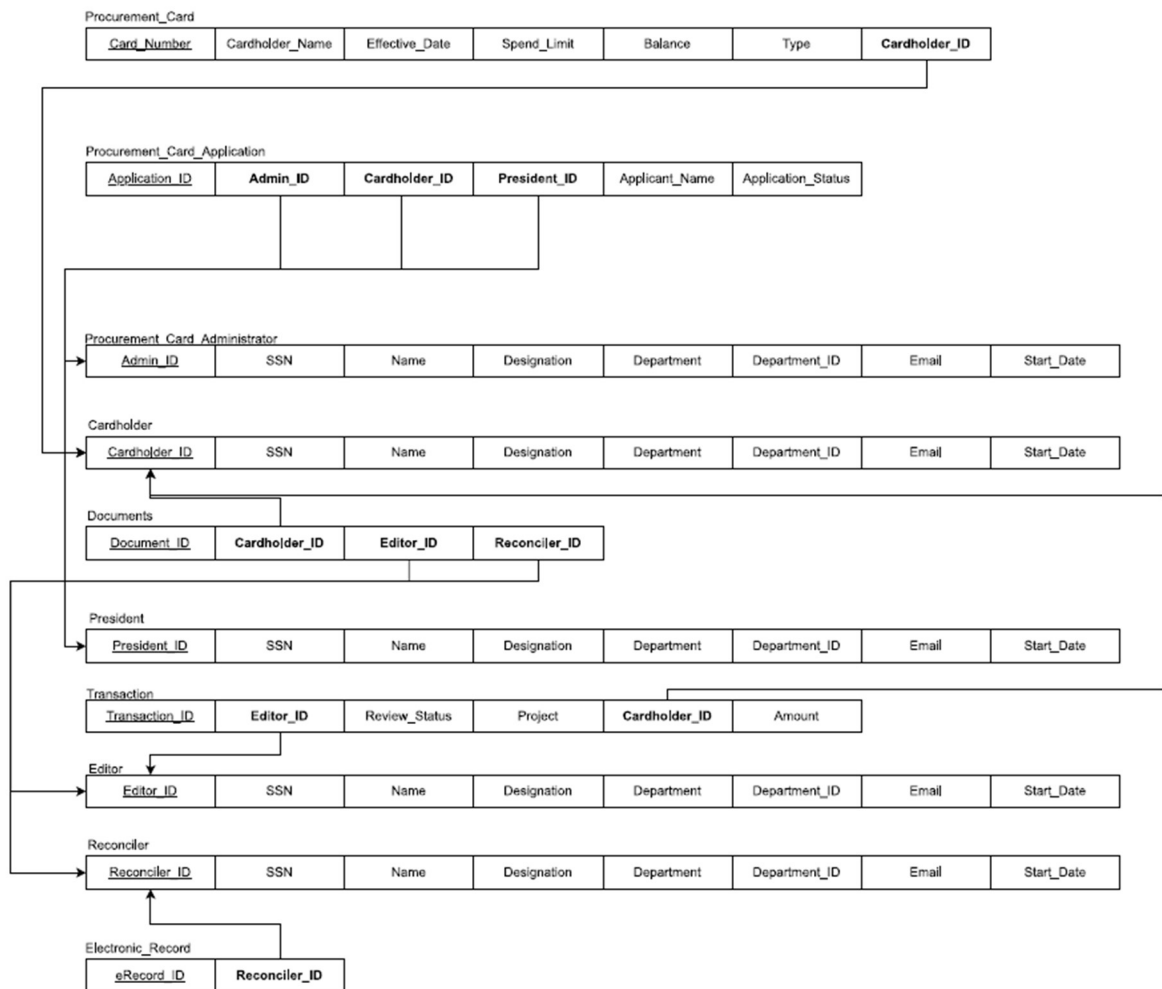 Procurement_Card
Card_Number Cardholder_Name Effective_Date Spend_Limit Balance Type Cardholder_ID
Procurement_Card_Application
Application_ID Admin_ID Cardholder_ID President_ID Applicant_Name Application_Status
Procurement_Card_Administrator
Admin_ID SSN Name Designation Department Department_ID Email Start_Date
Cardholder
Cardholder_ID SSN Name Designation Department Department_ID Email Start_Date
Documents
Document_ID Cardholder_ID Editor_ID Reconciler_ID
President
President_ID SSN Name Designation Department Department_ID Email Start_Date
Transaction
Transaction_ID Editor_ID Review_Status Project Cardholder_ID Amount
Editor
Editor_ID SSN Name Designation Department Department_ID Email Start_Date
Reconciler
Reconciler_ID SSN Name Designation Department Department_ID Email Start_Date
Electronic_Record
eRecord_ID Reconciler_ID